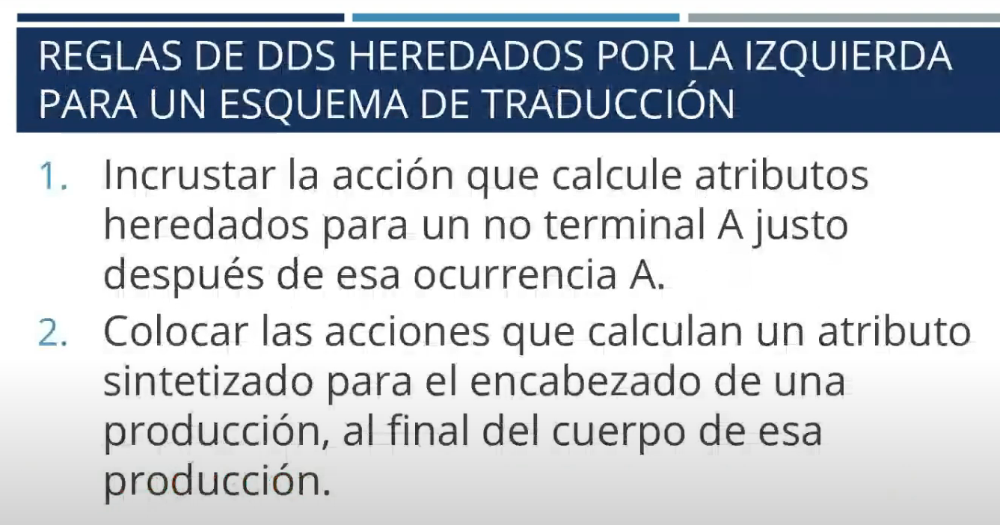 REGLAS DE DDS HEREDADOS POR LA IZQUIERDA
PARA UN ESQUEMA DE TRADUCCIÓN
1. Incrustar la acción que calcule atributos
heredados para un no terminal A justo
después de esa ocurrencia A.
2. Colocar las acciones que calculan un atributo
sintetizado para el encabezado de una
producción, al final del cuerpo de esa
producción.